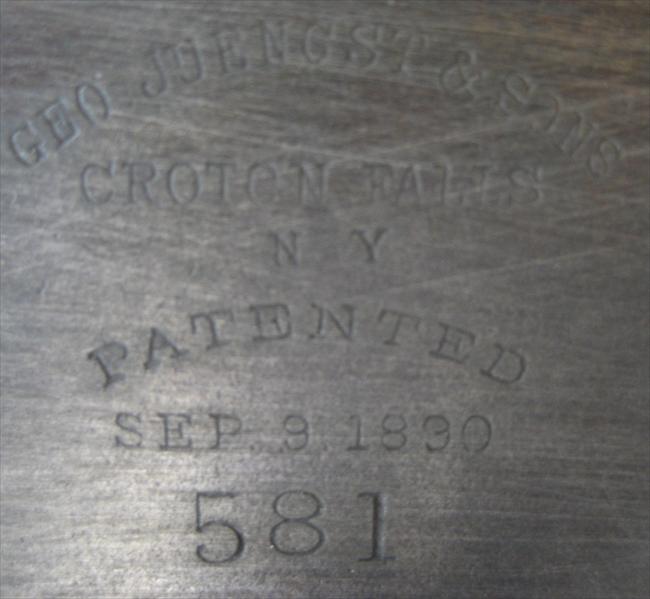 GEO JUENGST & SONS
CROTON FALLS
N Y
PATENTED
SEP. 9. 1890
581